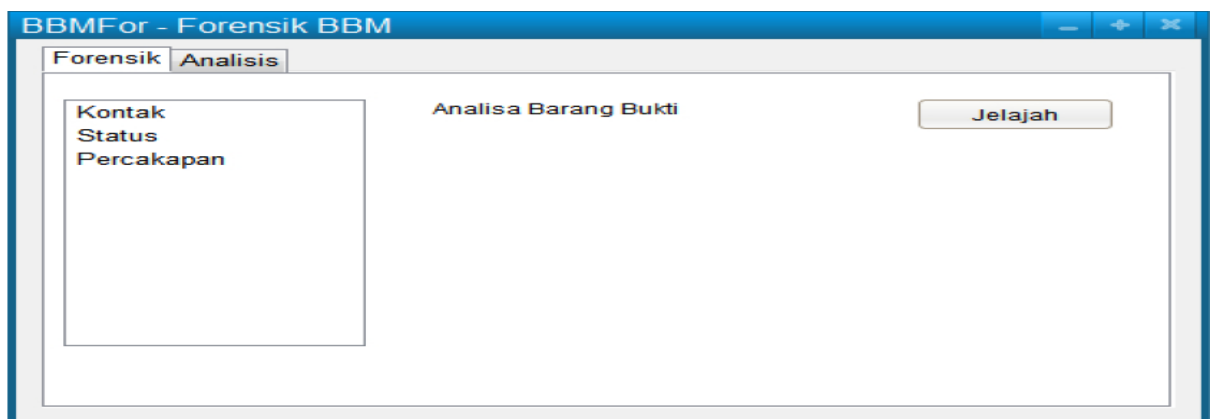 BBMFor - Forensik BBM
Forensik Analisis
Kontak
Status
Percakapan
Analisa Barang Bukti
Jelajah